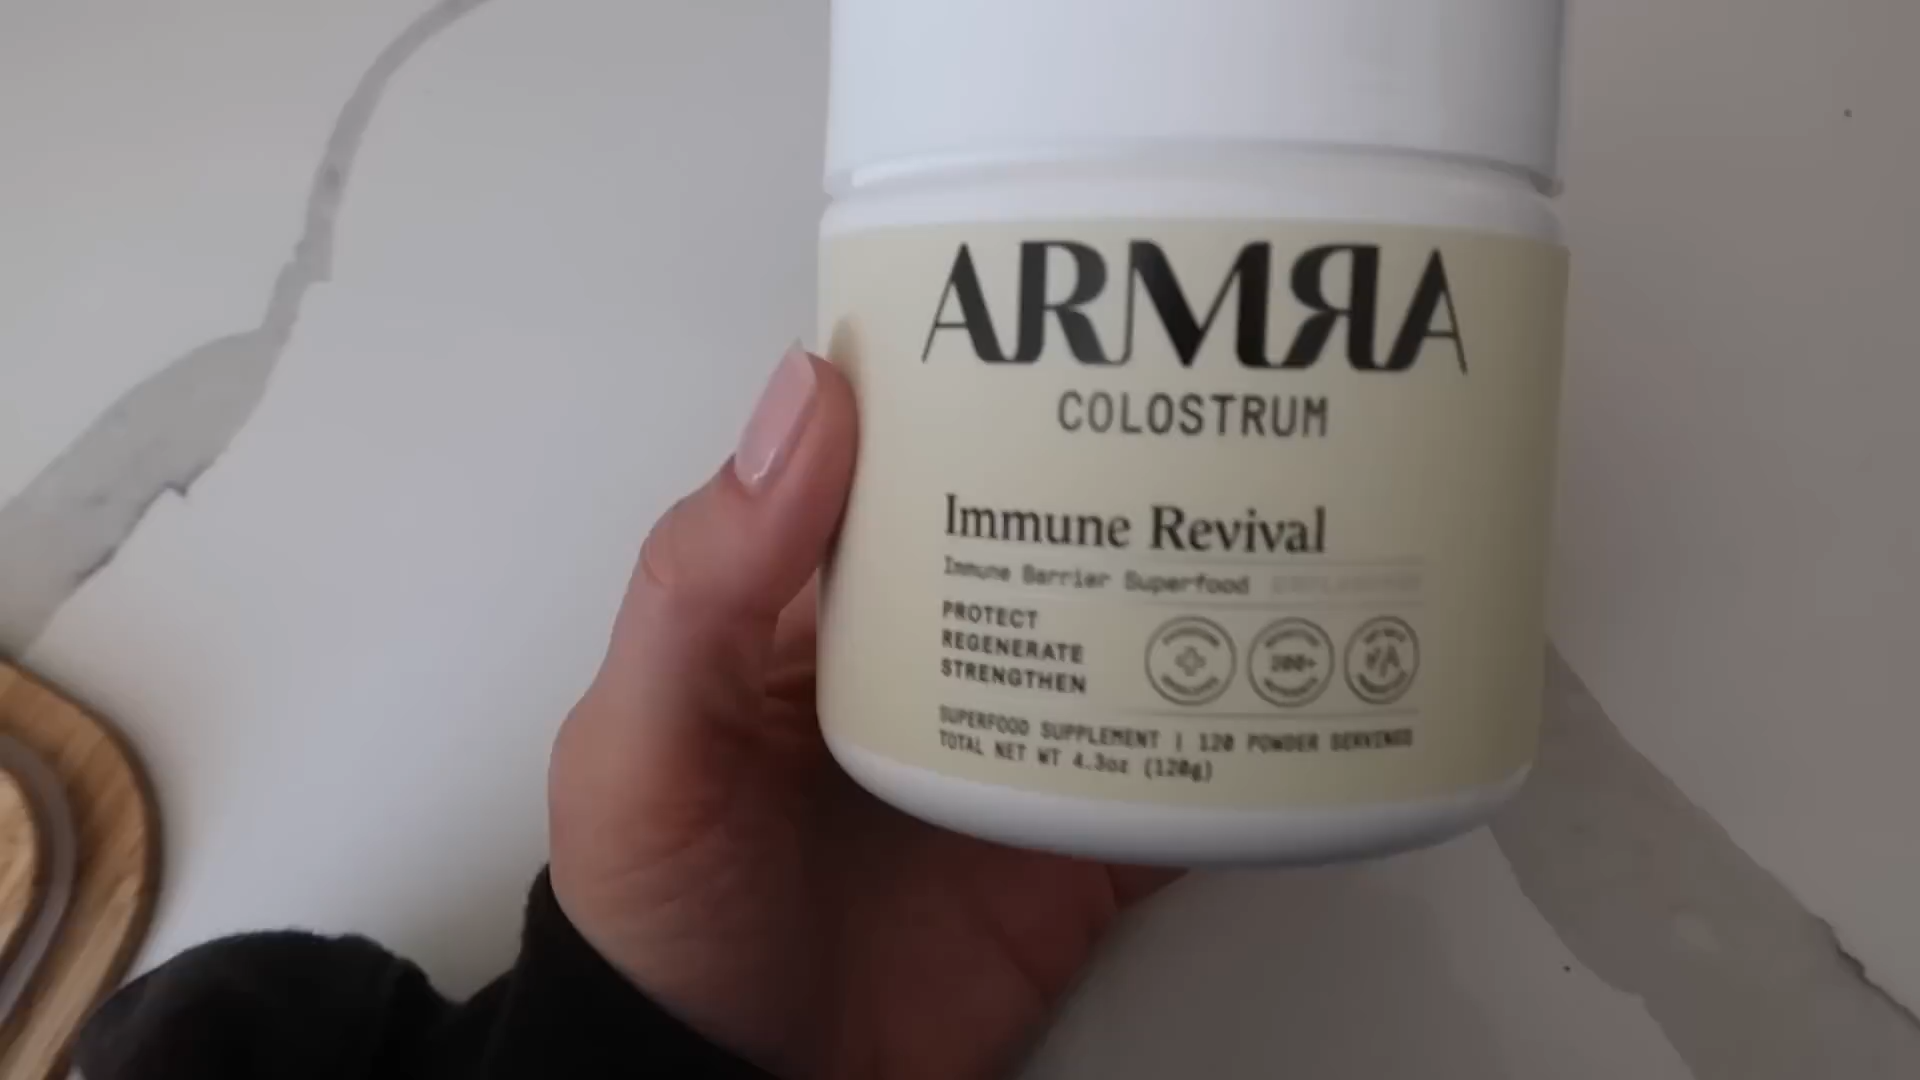 ARMRA
COLOSTRUM
Immune Revival
Immune Barrier Superfood
PROTECT
REGENERATE
STRENGTHEN
200+
SUPERFOOD SUPPLEMENT | 120 POWDER SERVINGS
TOTAL NET WT 4.3oz (120g)